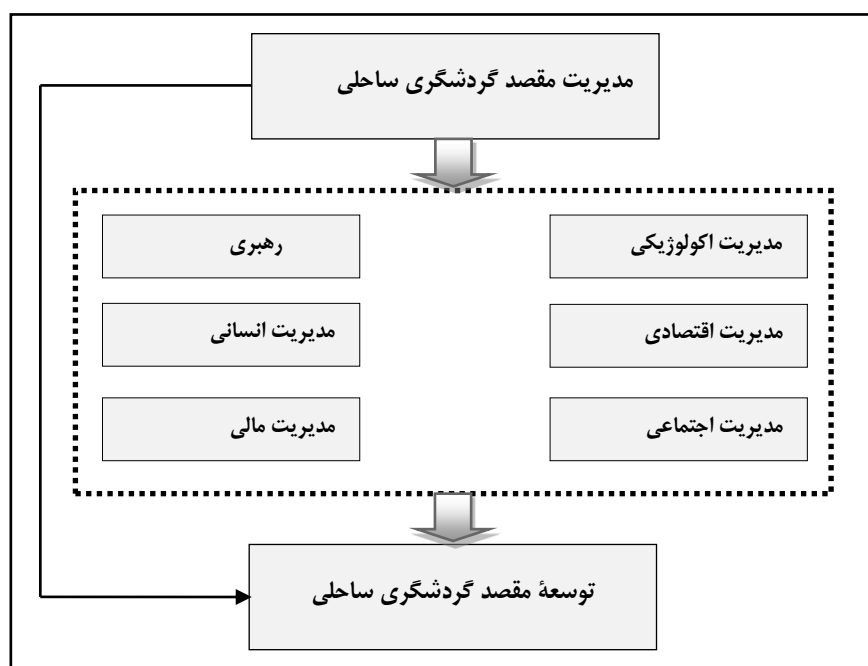 مدیریت مقصد گردشگری ساحلی
مدیریت اکولوژیکی
رهبری
مدیریت اقتصادی
مدیریت انسانی
مدیریت اجتماعی
مدیریت مالی
توسعهٔ مقصد گردشگری ساحلی